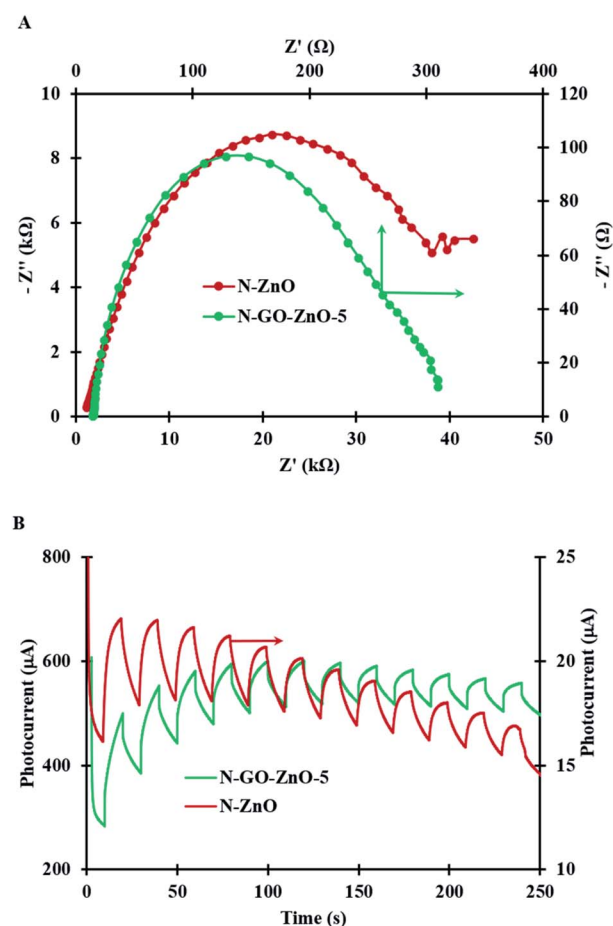 A
Z' (Ω)
0 100 200 300 400
10 120
8 100
6 80
4 60
2 40
0 20
0
- Z'' (kΩ)
- Z'' (Ω)
N-ZnO
N-GO-ZnO-5
0 10 20 30 40 50
Z' (kΩ)
B
800 25
600 20
400 15
200 10
Photocurrent (μA)
Photocurrent (μA)
N-GO-ZnO-5
N-ZnO
0 50 100 150 200 250
Time (s)